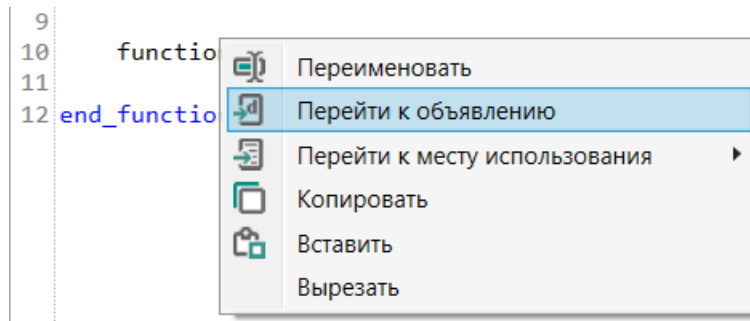 9
10 functio
Переименовать
11
Перейти к объявлению
12 end_functio
Перейти к месту использования
Копировать
Вставить
Вырезать